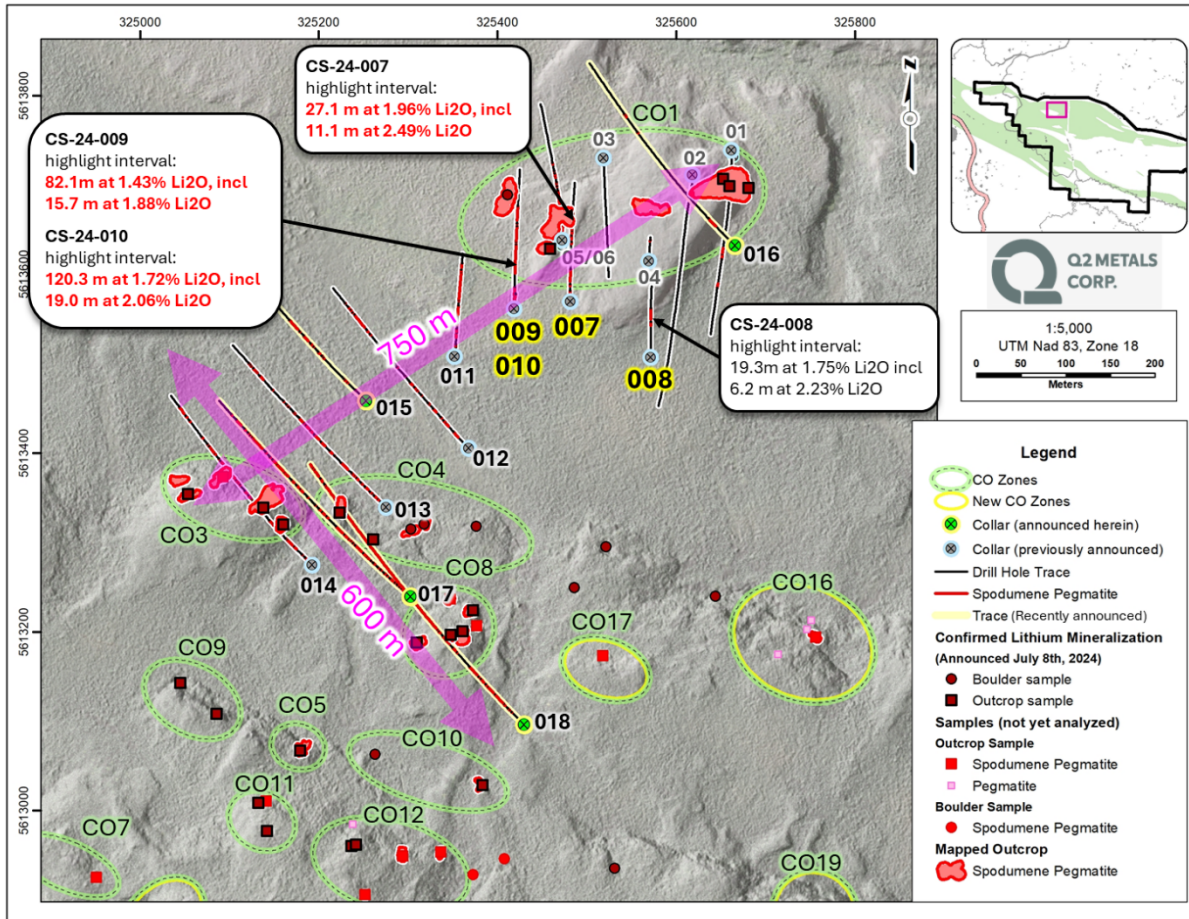 325000
325200
325400
325600
325800
5613800
5613600
5613400
5613200
5613000
CS-24-007
highlight interval:
27.1 m at 1.96% Li2O, incl
11.1 m at 2.49% Li2O
CS-24-009
highlight interval:
82.1m at 1.43% Li2O, incl
15.7 m at 1.88% Li2O
CS-24-010
highlight interval:
120.3 m at 1.72% Li2O, incl
19.0 m at 2.06% Li2O
CS-24-008
highlight interval:
19.3m at 1.75% Li2O incl
6.2 m at 2.23% Li2O
CO1
01
02
03
04
05/06
016
009
010
007
008
011
750 m
015
012
013
CO4
CO3
014
CO8
017
600 m
018
CO17
CO16
CO9
CO5
CO10
CO11
CO12
CO7
CO19
N
Q2 METALS
CORP.
1:5,000
UTM Nad 83, Zone 18
0 50 100 150 200
Meters
Legend
CO Zones
New CO Zones
Collar (announced herein)
Collar (previously announced)
Drill Hole Trace
Spodumene Pegmatite
Trace (Recently announced)
Confirmed Lithium Mineralization
(Announced July 8th, 2024)
Boulder sample
Outcrop sample
Samples (not yet analyzed)
Outcrop Sample
Spodumene Pegmatite
Pegmatite
Boulder Sample
Spodumene Pegmatite
Mapped Outcrop
Spodumene Pegmatite